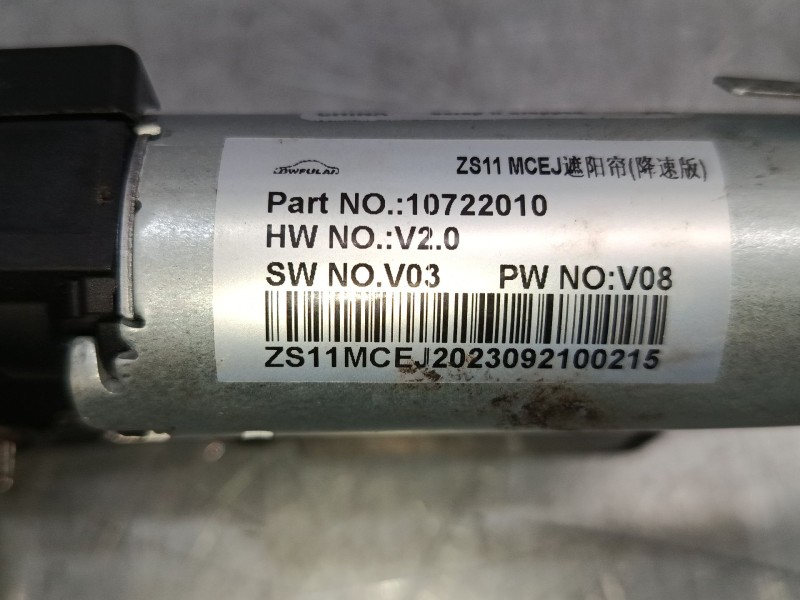 CHINA
ZS11 MCEJ遮阳帘(降速版)
Part NO.:10722010
HW NO.:V2.0
SW NO.V03 PW NO:V08
ZS11MCEJ2023092100215